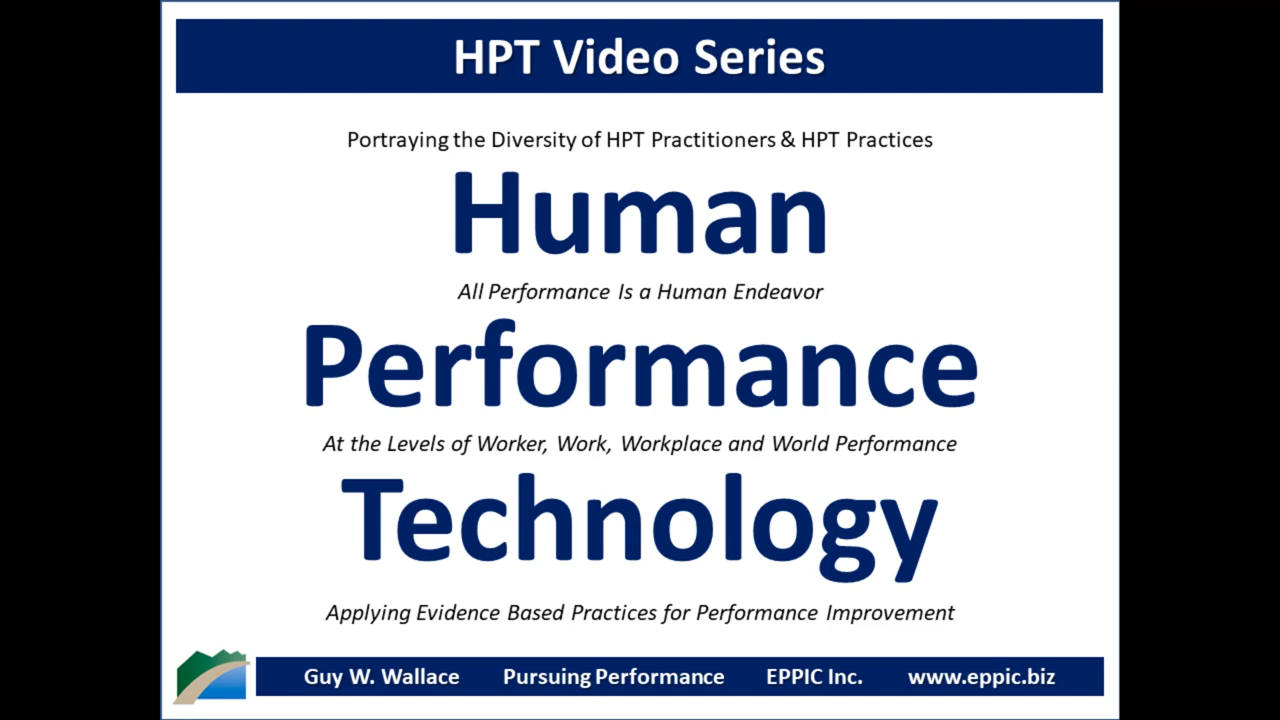 HPT Video Series
Portraying the Diversity of HPT Practitioners & HPT Practices
Human
All Performance Is a Human Endeavor
Performance
At the Levels of Worker, Work, Workplace and World Performance
Technology
Applying Evidence Based Practices for Performance Improvement
Guy W. Wallace Pursuing Performance EPPIC Inc. www.eppic.biz